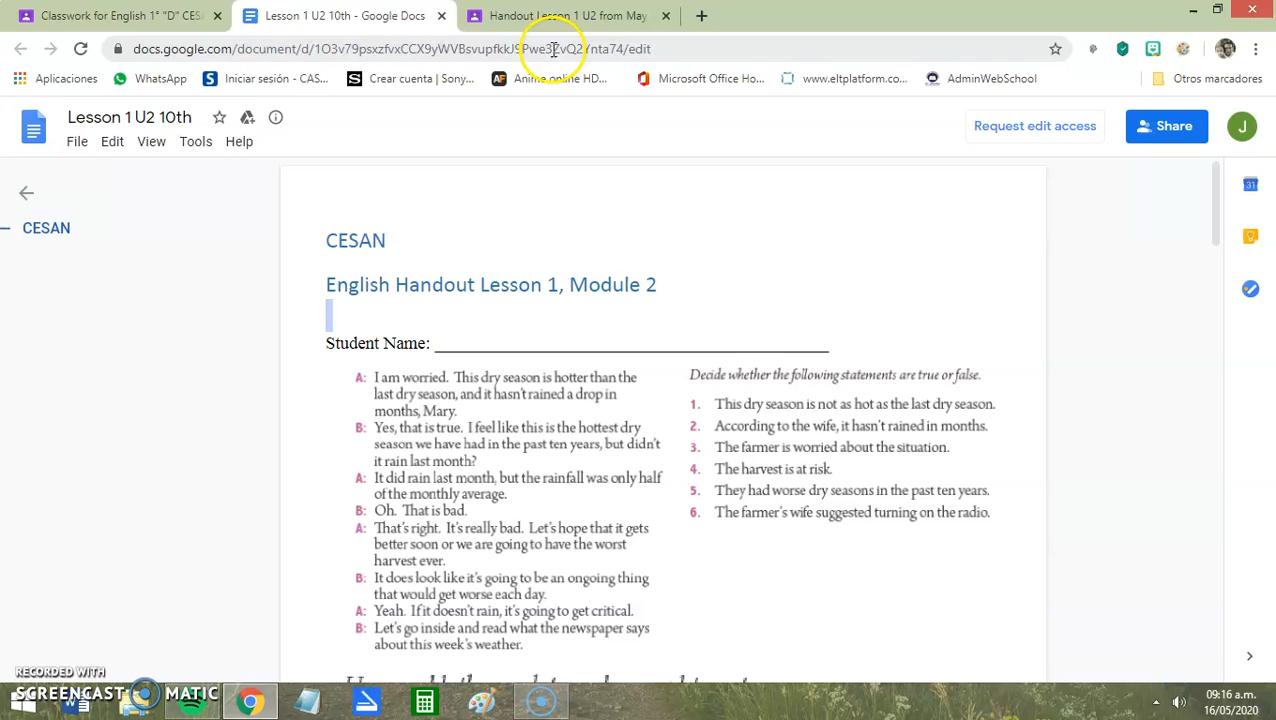 Classwork for English 1° "D" CES
Lesson 1 U2 10th - Google Docs
Handout Lesson 1 U2 from May
Aplicaciones
WhatsApp
Iniciar sesión - CAS...
Crear cuenta | Sony...
Anime online HD...
Microsoft Office Ho...
www.eltplatform.co...
AdminWebSchool
Otros marcadores
Lesson 1 U2 10th
Request edit access
Share
J
File Edit View Tools Help
31
CESAN
CESAN
English Handout Lesson 1, Module 2
Student Name:
A: I am worried. This dry season is hotter than the
last dry season, and it hasn't rained a drop in
months, Mary.
B: Yes, that is true. I feel like this is the hottest dry
season we have had in the past ten years, but didn't
it rain last month?
A: It did rain last month, but the rainfall was only half
of the monthly average.
B: Oh. That is bad.
A: That's right. It's really bad. Let's hope that it gets
better soon or we are going to have the worst
harvest ever.
B: It does look like it's going to be an ongoing thing
that would get worse each day.
A: Yeah. If it doesn't rain, it's going to get critical.
B: Let's go inside and read what the newspaper says
about this week's weather.
Decide whether the following statements are true or false.
1. This dry season is not as hot as the last dry season.
2. According to the wife, it hasn't rained in months.
3. The farmer is worried about the situation.
4. The harvest is at risk.
5. They had worse dry seasons in the past ten years.
6. The farmer's wife suggested turning on the radio.
RECORDED WITH
SCREENCAST MATIC
09:16 a.m.
16/05/2020